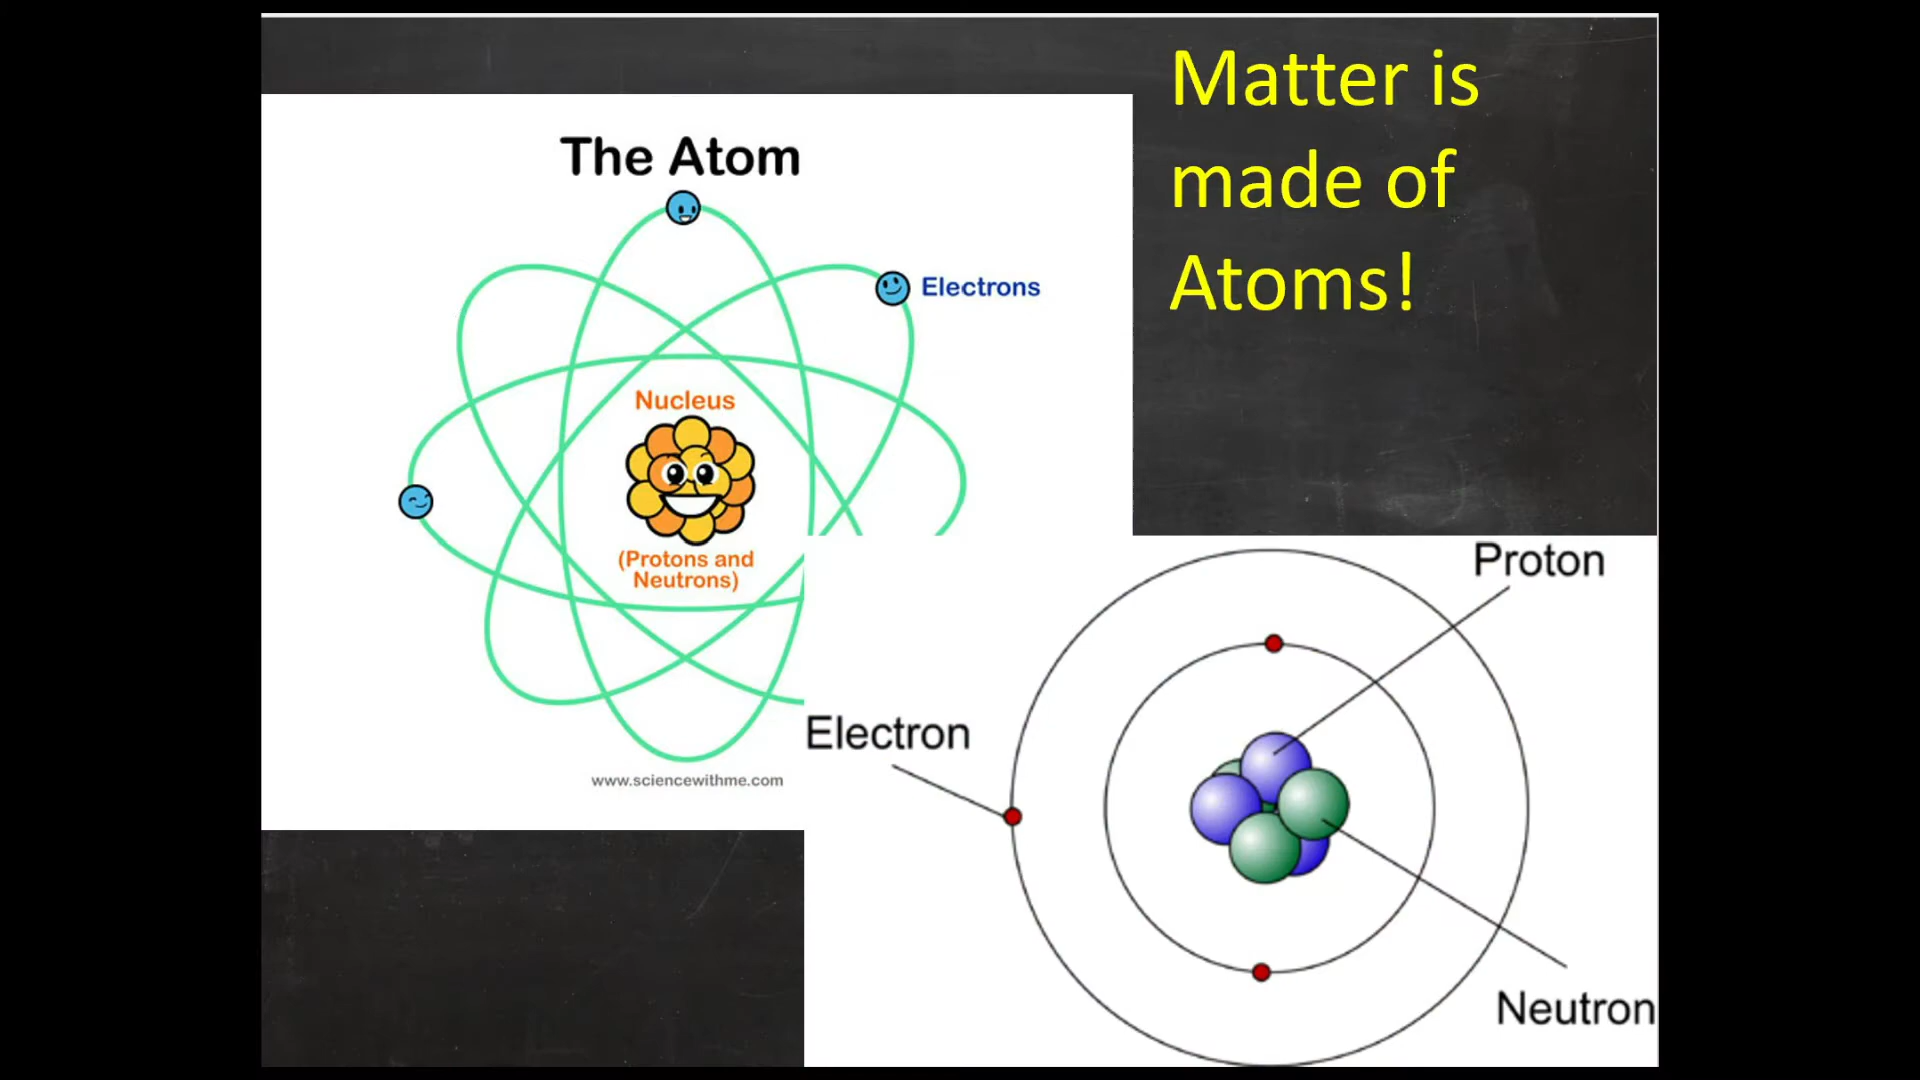 Matter is
made of
Atoms!
The Atom
Electrons
Nucleus
(Protons and
Neutrons)
www.sciencewithme.com
Proton
Electron
Neutron